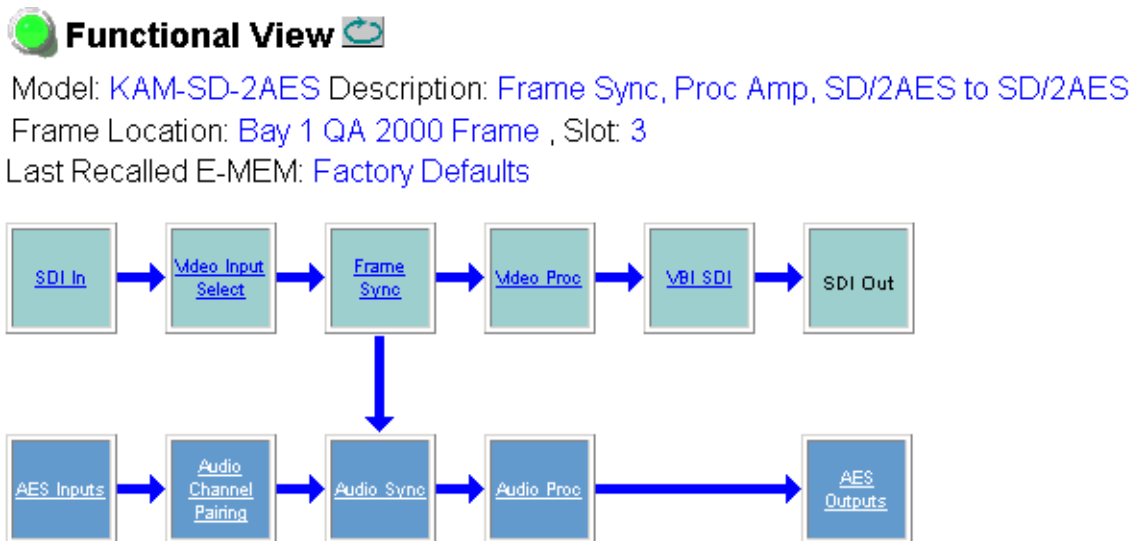 Functional View
Model: KAM-SD-2AES Description: Frame Sync, Proc Amp, SD/2AES to SD/2AES
Frame Location: Bay 1 QA 2000 Frame , Slot: 3
Last Recalled E-MEM: Factory Defaults
SDI In
Video Input
Select
Frame
Sync
Video Proc
VBI SDI
SDI Out
AES Inputs
Audio
Channel
Pairing
Audio Sync
Audio Proc
AES
Outputs